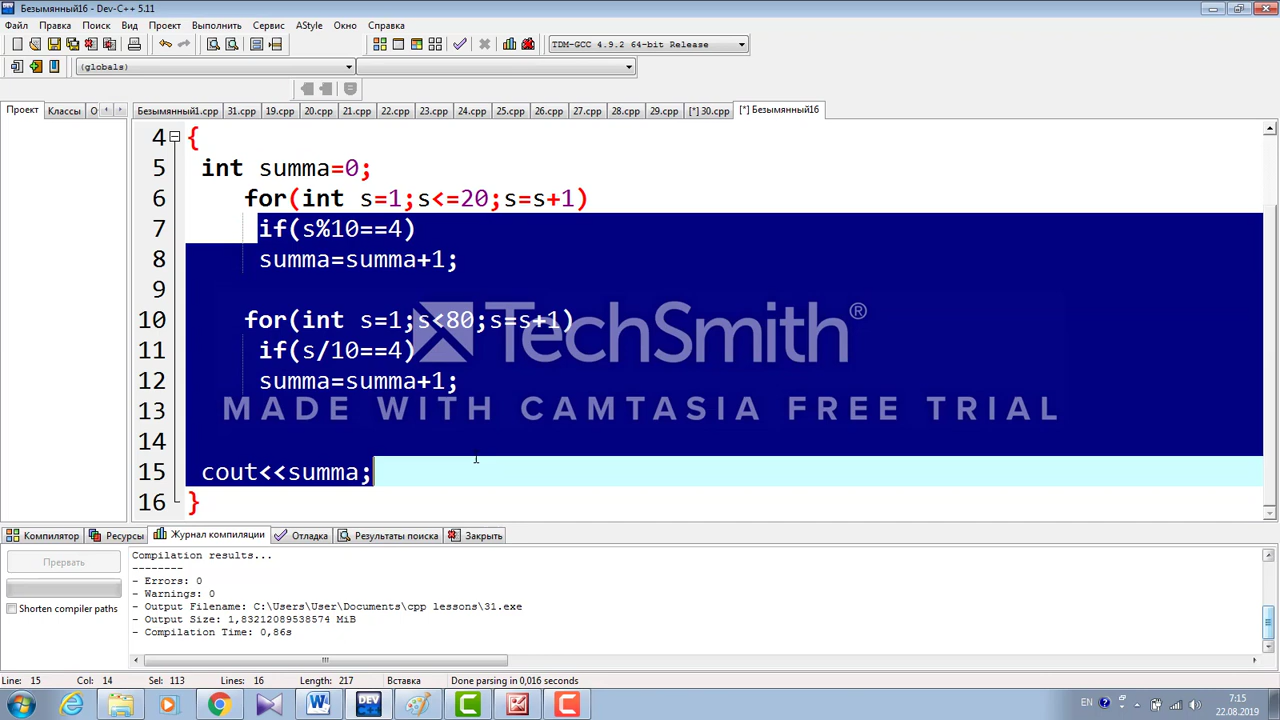 Безымянный16 - Dev-C++ 5.11
Файл Правка Поиск Вид Проект Выполнить Сервис AStyle Окно Справка
TDM-GCC 4.9.2 64-bit Release
(globals)
Проект Классы О
Безымянный1.cpp 31.cpp 19.cpp 20.cpp 21.cpp 22.cpp 23.cpp 24.cpp 25.cpp 26.cpp 27.cpp 28.cpp 29.cpp [*] 30.cpp [*] Безымянный16
4 {
5 int summa=0;
6 for(int s=1;s<=20;s=s+1)
7 if(s%10==4)
8 summa=summa+1;
9
10 for(int s=1;s<80;s=s+1)
11 if(s/10==4)
12 summa=summa+1;
13
14
15 cout<<summa;
16 }
TechSmith®
MADE WITH CAMTASIA FREE TRIAL
Компилятор Ресурсы Журнал компиляции Отладка Результаты поиска Закрыть
Прервать
Shorten compiler paths
Compilation results...
--------
- Errors: 0
- Warnings: 0
- Output Filename: C:\Users\User\Documents\cpp lessons\31.exe
- Output Size: 1,83212089538574 MiB
- Compilation Time: 0,86s
Line: 15 Col: 14 Sel: 113 Lines: 16 Length: 217 Вставка Done parsing in 0,016 seconds
EN 7:15
22.08.2019